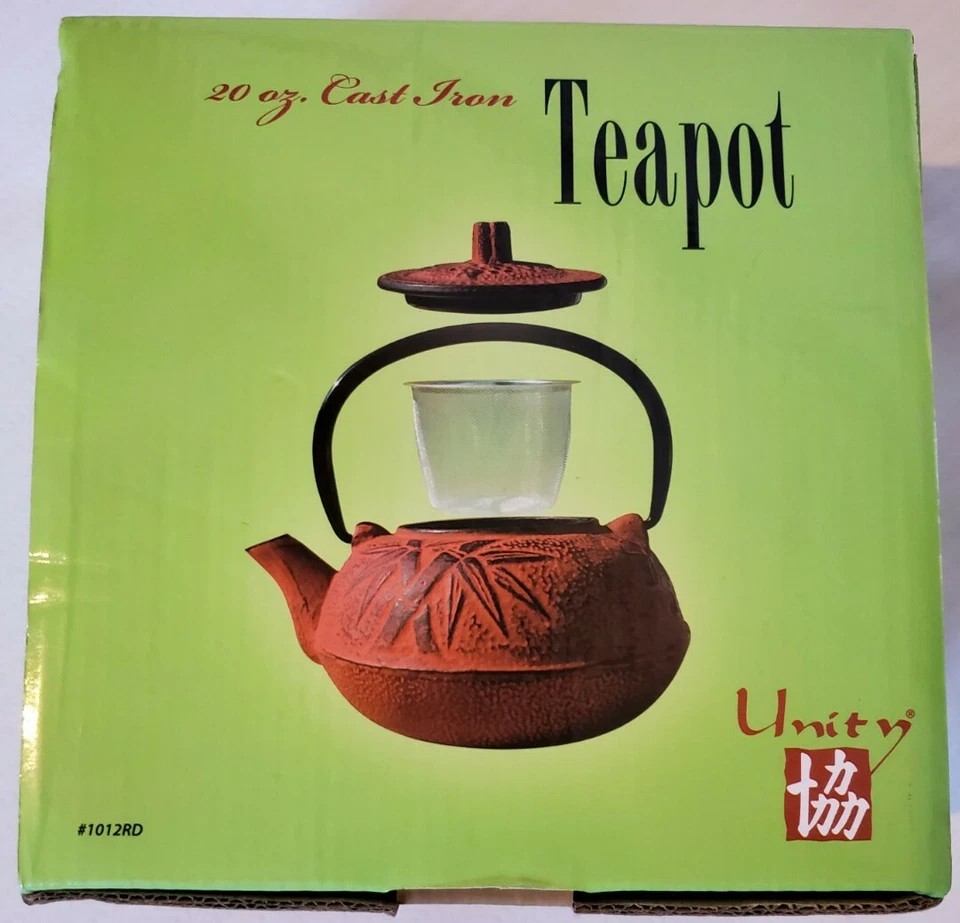 20 oz. Cast Iron
Teapot
Unity®
協
#1012RD